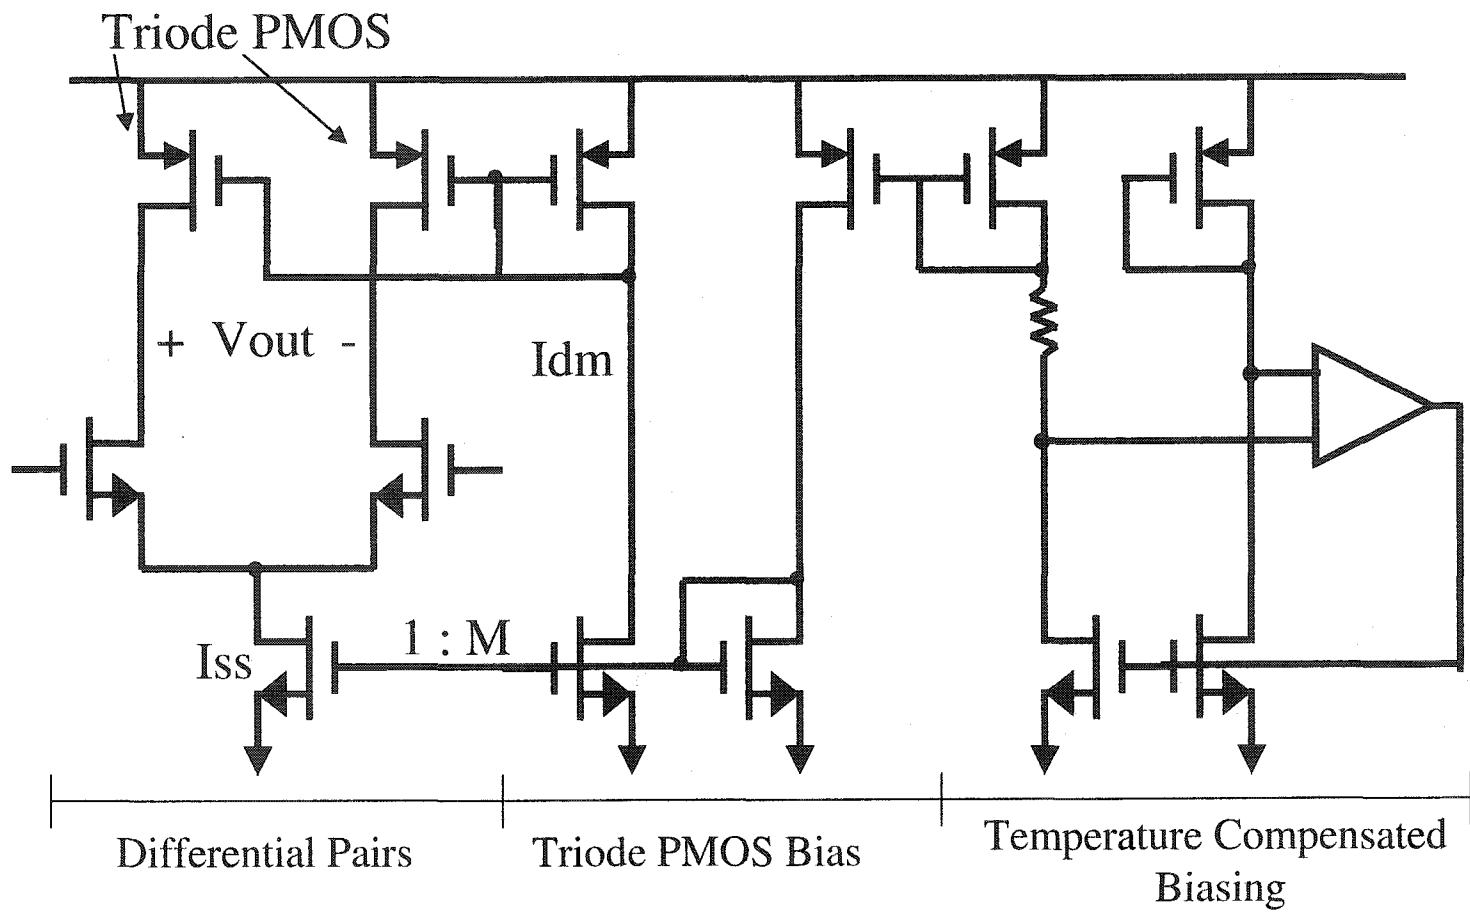 Triode PMOS
+ Vout -
Idm
Iss
1 : M
Differential Pairs
Triode PMOS Bias
Temperature Compensated
Biasing